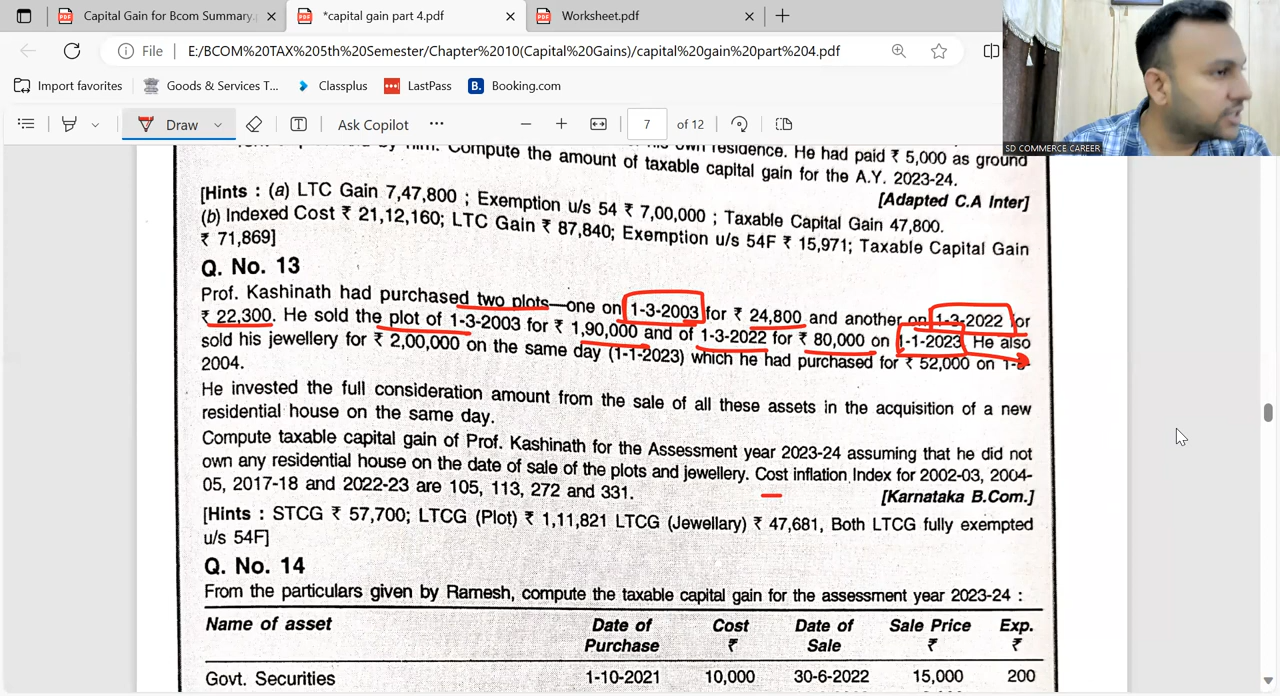 Capital Gain for Bcom Summary.
*capital gain part 4.pdf
Worksheet.pdf
File
E:/BCOM%20TAX%205th%20Semester/Chapter%2010(Capital%20Gains)/capital%20gain%20part%204.pdf
Import favorites
Goods & Services T...
Classplus
LastPass
Booking.com
Draw
Ask Copilot
7
of 12
SD COMMERCE CAREER
own residence. He had paid ₹ 5,000 as ground
Compute the amount of taxable capital gain for the A.Y. 2023-24.
[Adapted C.A Inter]
[Hints : (a) LTC Gain 7,47,800 ; Exemption u/s 54 ₹ 7,00,000 ; Taxable Capital Gain 47,800.
(b) Indexed Cost ₹ 21,12,160; LTC Gain ₹ 87,840; Exemption u/s 54F ₹ 15,971; Taxable Capital Gain
₹ 71,869]
Q. No. 13
Prof. Kashinath had purchased two plots—one on 1-3-2003 for ₹ 24,800 and another on 1-3-2022 for
₹ 22,300. He sold the plot of 1-3-2003 for ₹ 1,90,000 and of 1-3-2022 for ₹ 80,000 on 1-1-2023. He also
sold his jewellery for ₹ 2,00,000 on the same day (1-1-2023) which he had purchased for ₹ 52,000 on
2004.
He invested the full consideration amount from the sale of all these assets in the acquisition of a new
residential house on the same day.
Compute taxable capital gain of Prof. Kashinath for the Assessment year 2023-24 assuming that he did not
own any residential house on the date of sale of the plots and jewellery. Cost inflation Index for 2002-03, 2004-
05, 2017-18 and 2022-23 are 105, 113, 272 and 331.
[Karnataka B.Com.]
[Hints : STCG ₹ 57,700; LTCG (Plot) ₹ 1,11,821 LTCG (Jewellary) ₹ 47,681, Both LTCG fully exempted
u/s 54F]
Q. No. 14
From the particulars given by Ramesh, compute the taxable capital gain for the assessment year 2023-24 :
Name of asset Date of Cost Date of Sale Price Exp.
Purchase ₹ Sale ₹ ₹
Govt. Securities 1-10-2021 10,000 30-6-2022 15,000 200